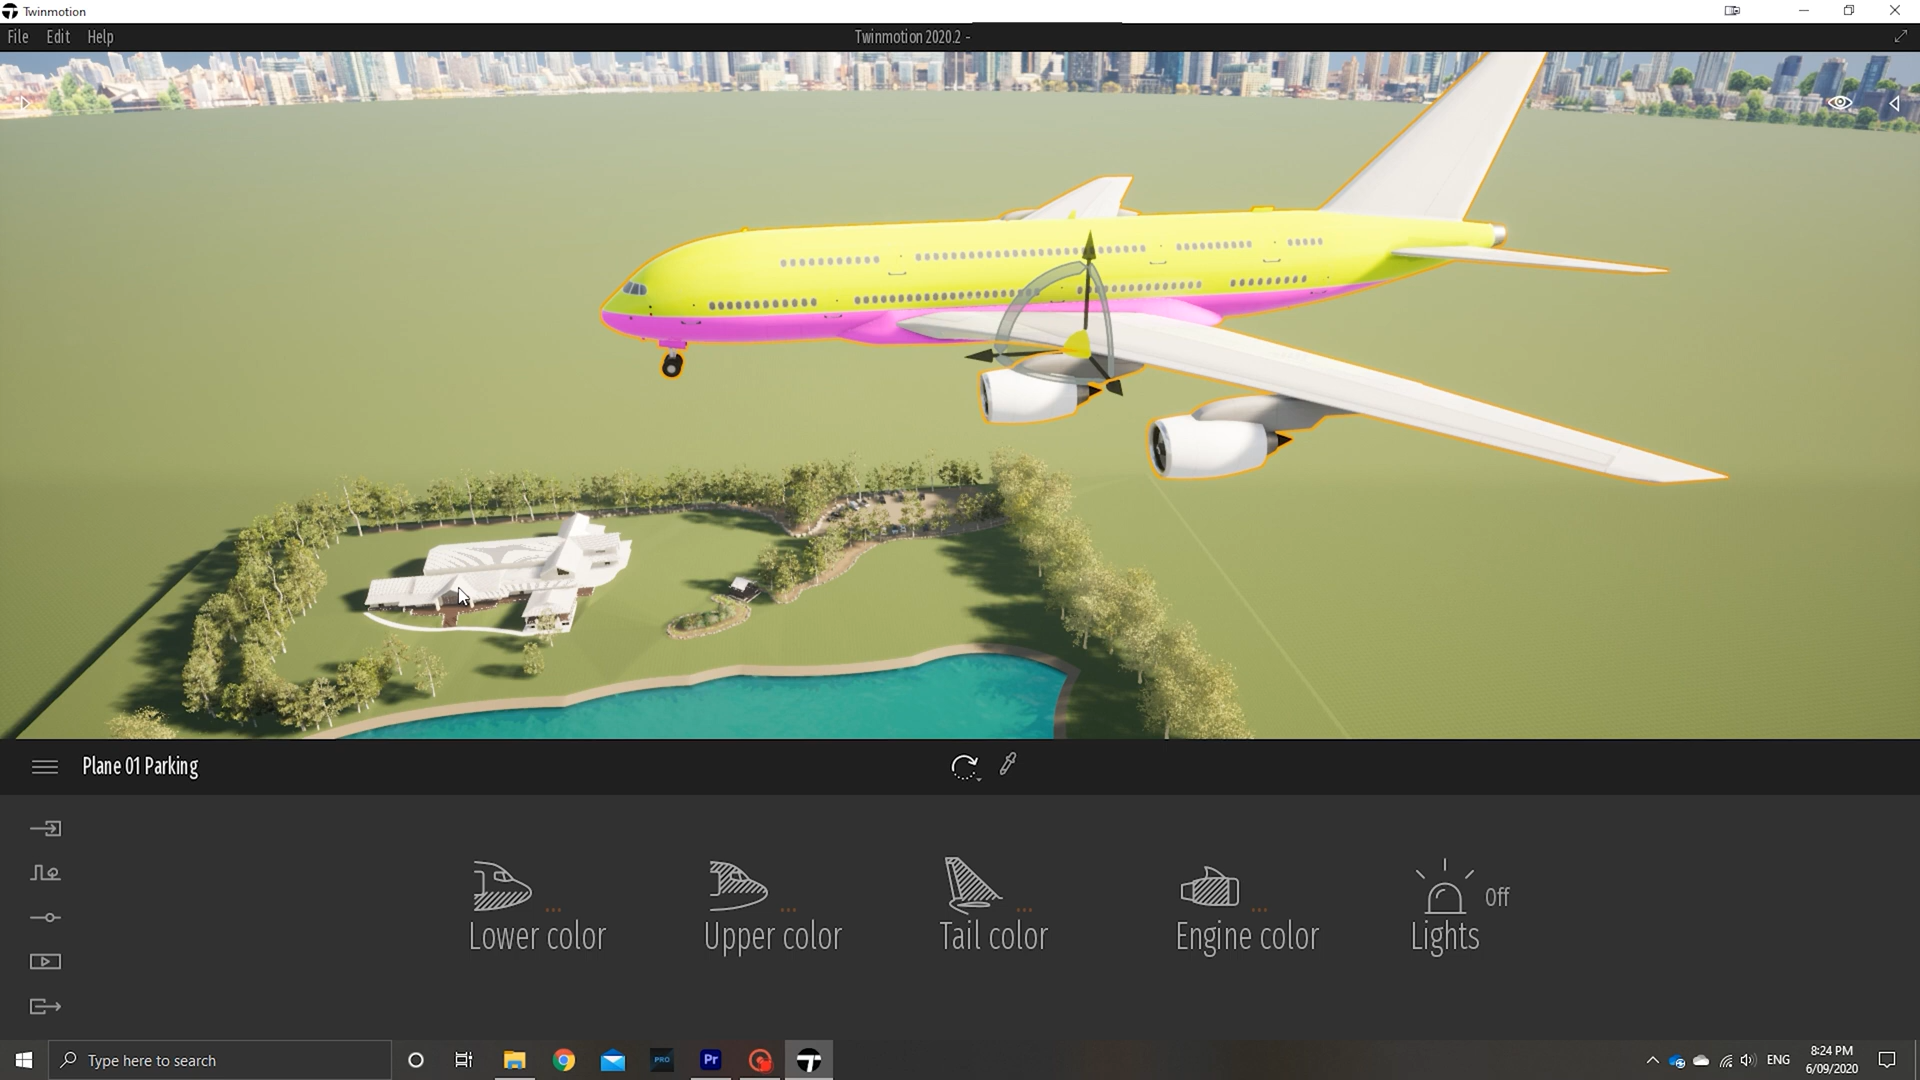 Twinmotion
File Edit Help
Twinmotion 2020.2 -
Plane 01 Parking
Off
Lower color Upper color Tail color Engine color Lights
Type here to search
PRO
Pr
ENG
8:24 PM
6/09/2020